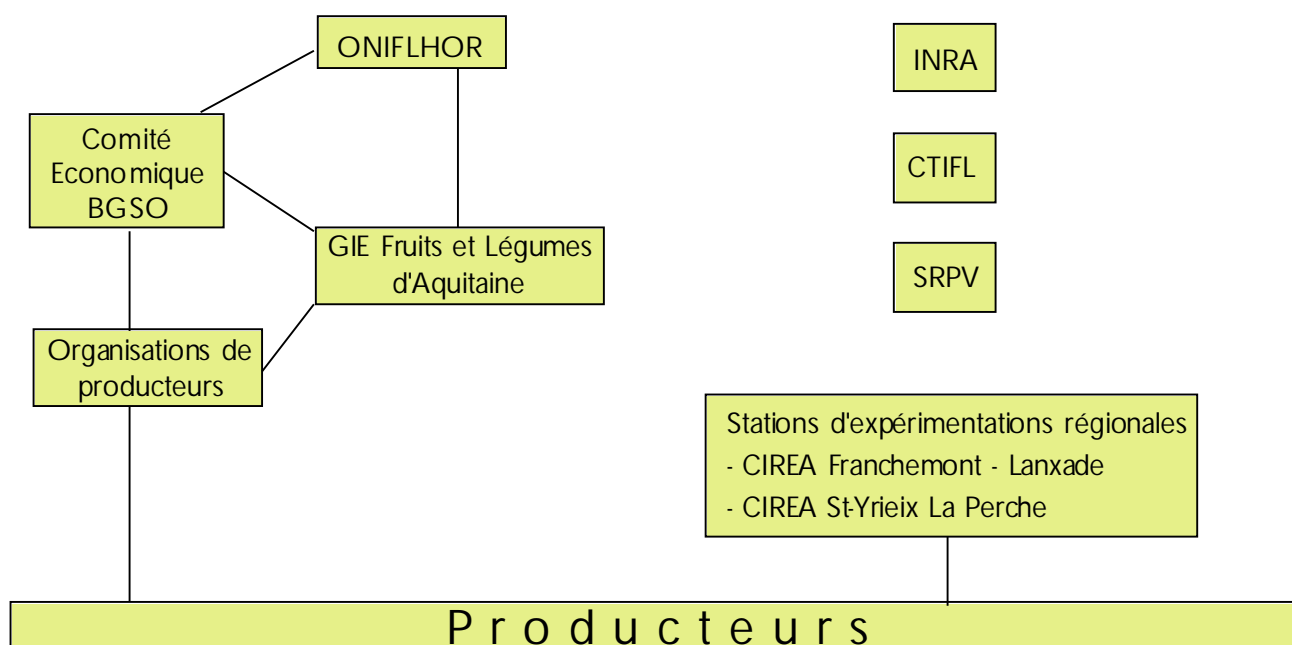 ONIFLHOR
INRA
Comité
Economique
BGSO
CTIFL
GIE Fruits et Légumes
d'Aquitaine
SRPV
Organisations de
producteurs
Stations d'expérimentations régionales
- CIREA Franchemont - Lanxade
- CIREA St-Yrieix La Perche
Producteurs